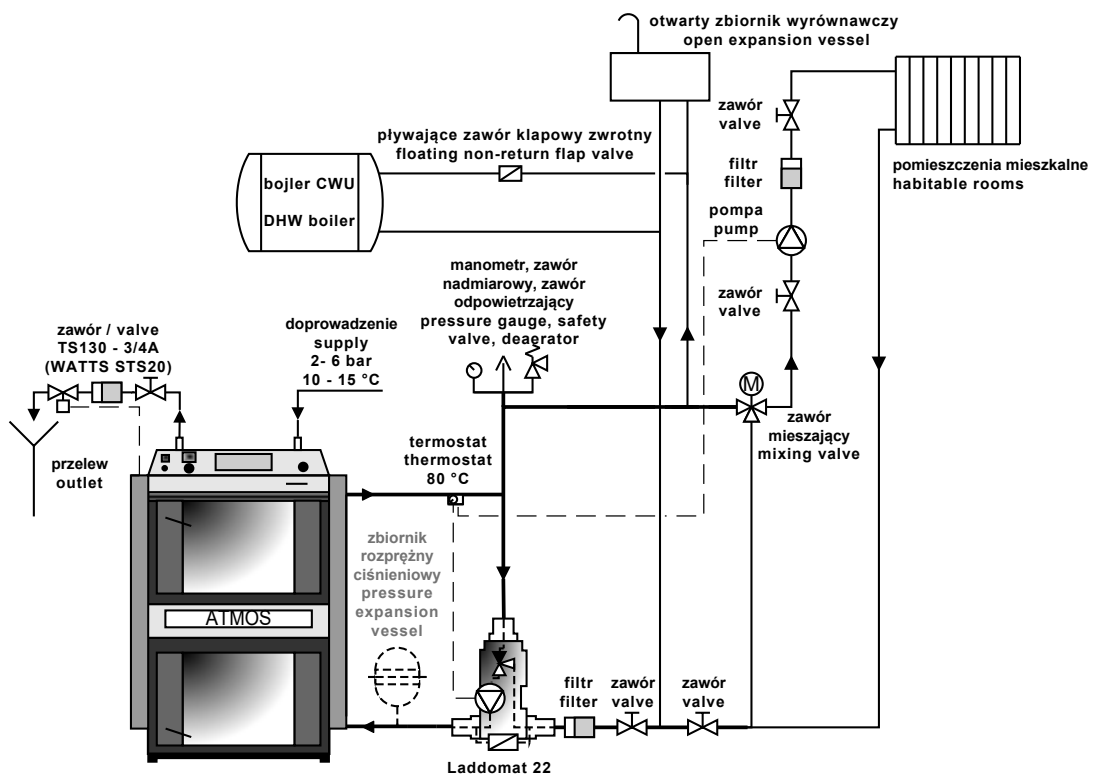 otwarty zbiornik wyrównawczy
open expansion vessel
zawór
valve
pływające zawór klapowy zwrotny
floating non-return flap valve
filtr
filter
pomieszczenia mieszkalne
habitable rooms
bojler CWU
DHW boiler
pompa
pump
manometr, zawór
nadmiarowy, zawór
odpowietrzający
pressure gauge, safety
valve, deaerator
zawór
valve
zawór / valve
TS130 - 3/4A
(WATTS STS20)
doprowadzenie
supply
2- 6 bar
10 - 15 °C
M
zawór
mieszający
mixing valve
przelew
outlet
termostat
thermostat
80 °C
zbiornik
rozprężny
ciśnieniowy
pressure
expansion
vessel
ATMOS
filtr
filter
zawór
valve
zawór
valve
Laddomat 22